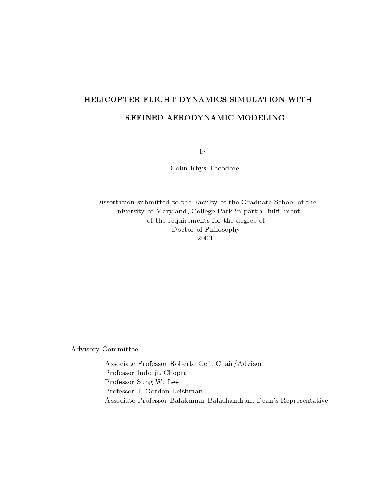 HELICOPTER FLIGHT DYNAMICS SIMULATION WITH
REFINED AERODYNAMIC MODELING
by
Colin Theodore
Dissertation submitted to the Faculty of the Graduate School of the
University of Maryland, College Park in partial fulfillment
of the requirements for the degree of
Doctor of Philosophy
Advisory Committee
Associate Professor Roberto Celi, Chair/Advisor
Professor Inderjit Chopra
Professor Sung W. Lee
Professor J. Gordon Leishman
Associate Professor Balakumar Balachandran, Dean's Representative